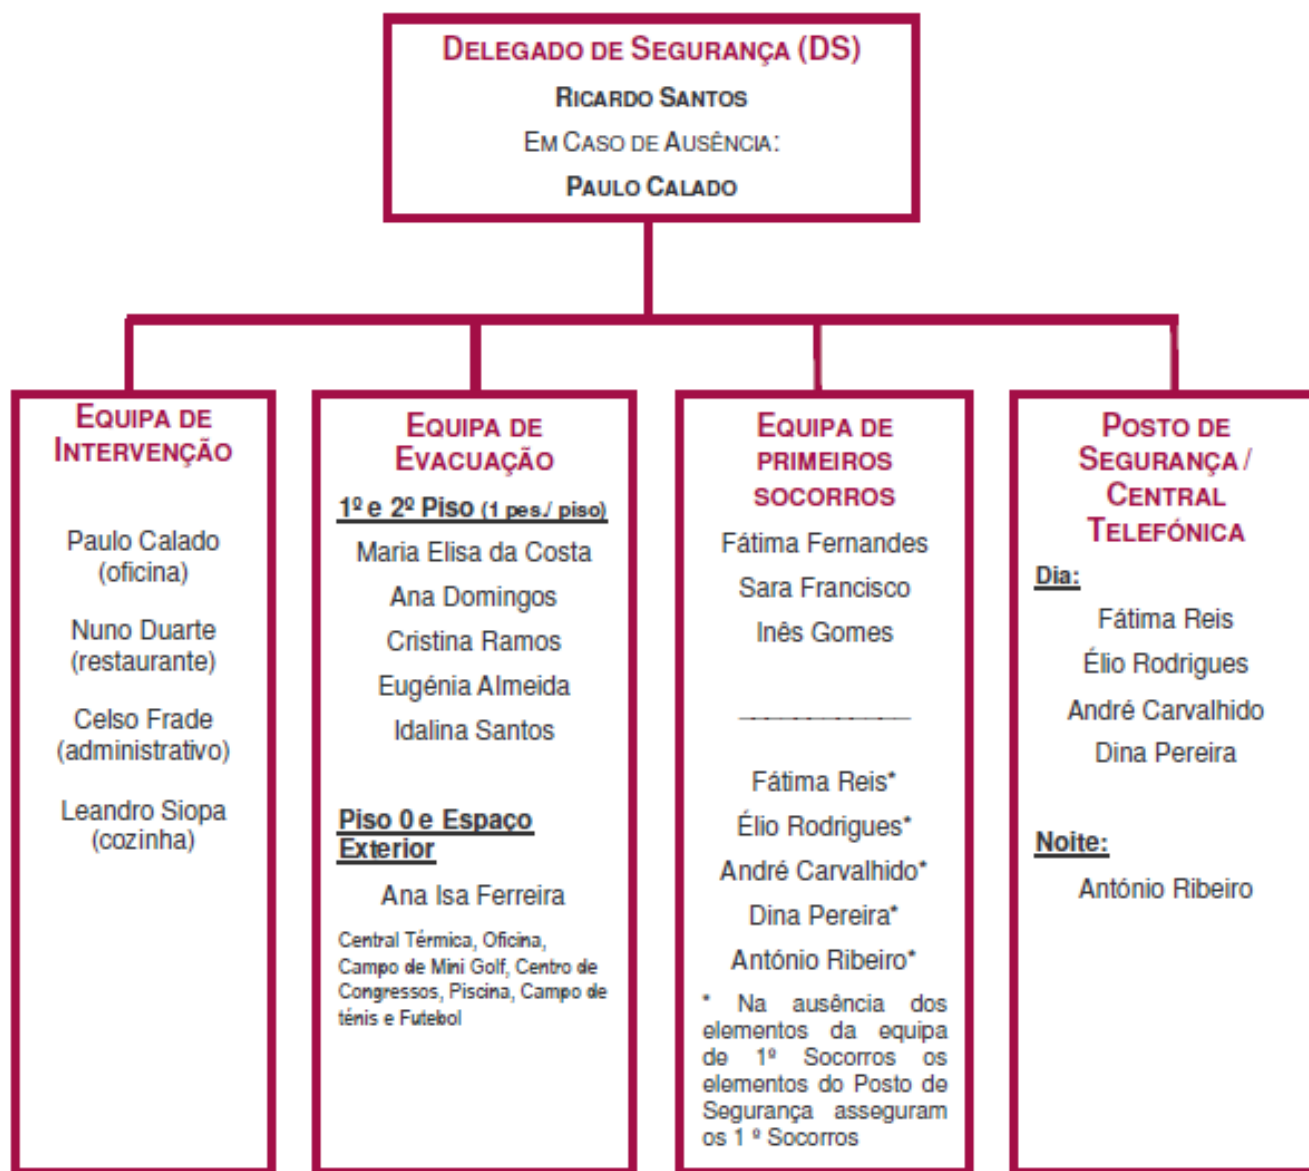 DELEGADO DE SEGURANÇA (DS)
RICARDO SANTOS
EM CASO DE AUSÊNCIA:
PAULO CALADO
EQUIPA DE
INTERVENÇÃO
Paulo Calado
(oficina)
Nuno Duarte
(restaurante)
Celso Frade
(administrativo)
Leandro Siopa
(cozinha)
EQUIPA DE
EVACUAÇÃO
1º e 2º Piso (1 pes./ piso)
Maria Elisa da Costa
Ana Domingos
Cristina Ramos
Eugénia Almeida
Idalina Santos
Piso 0 e Espaço
Exterior
Ana Isa Ferreira
Central Térmica, Oficina,
Campo de Mini Golf, Centro de
Congressos, Piscina, Campo de
ténis e Futebol
EQUIPA DE
PRIMEIROS
SOCORROS
Fátima Fernandes
Sara Francisco
Inês Gomes
Fátima Reis*
Élio Rodrigues*
André Carvalhido*
Dina Pereira*
António Ribeiro*
* Na ausência dos
elementos da equipa
de 1º Socorros os
elementos do Posto de
Segurança asseguram
os 1 º Socorros
POSTO DE
SEGURANÇA /
CENTRAL
TELEFÓNICA
Dia:
Fátima Reis
Élio Rodrigues
André Carvalhido
Dina Pereira
Noite:
António Ribeiro